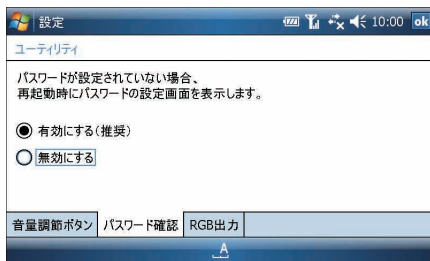 設定 10:00 ok
ユーティリティ
パスワードが設定されていない場合、
再起動時にパスワードの設定画面を表示します。
有効にする(推奨)
無効にする
音量調節ボタン パスワード確認 RGB出力
A